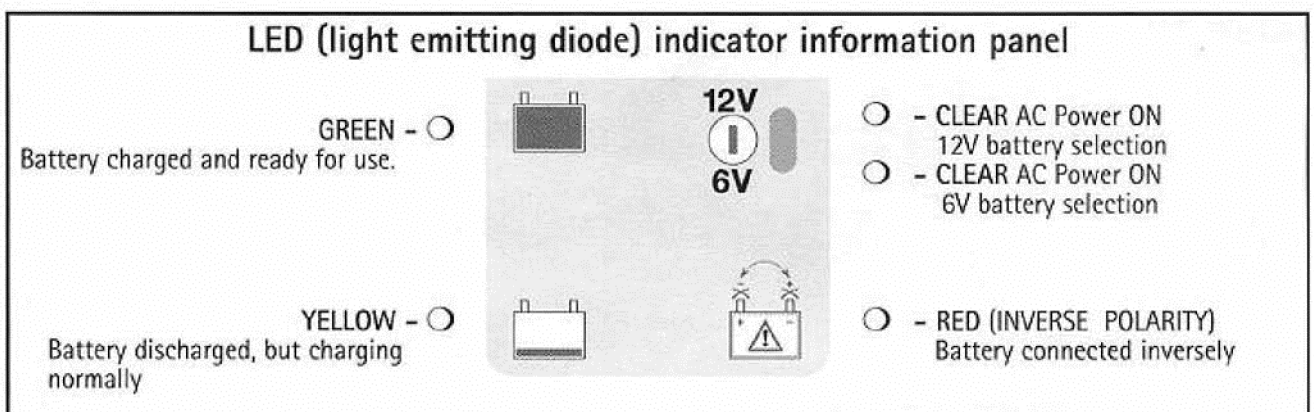 LED (light emitting diode) indicator information panel
GREEN -
Battery charged and ready for use.
12V
6V
- CLEAR AC Power ON
12V battery selection
- CLEAR AC Power ON
6V battery selection
YELLOW -
Battery discharged, but charging
normally
- +
+ -
- RED (INVERSE POLARITY)
Battery connected inversely